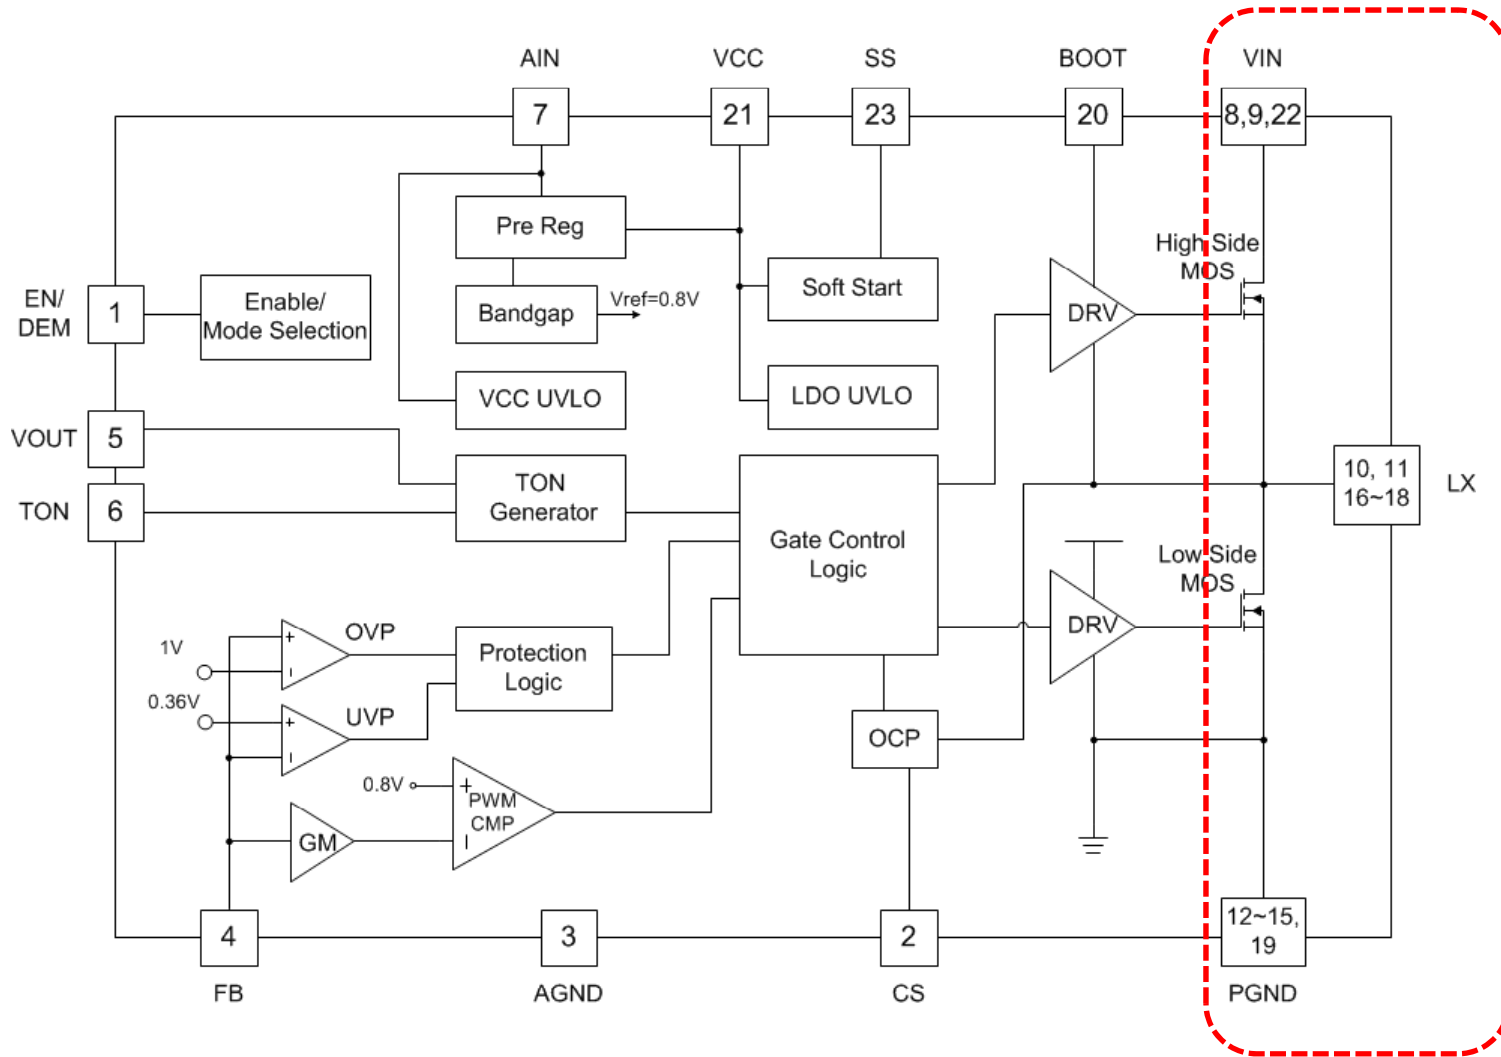 AIN
VCC
SS
BOOT
VIN
7
21
23
20
8,9,22
Pre Reg
High Side
MOS
EN/
DEM
1
Enable/
Mode Selection
Bandgap
Vref=0.8V
Soft Start
DRV
VCC UVLO
LDO UVLO
VOUT
5
TON
6
TON
Generator
10, 11
16~18
LX
Gate Control
Logic
Low Side
MOS
DRV
1V
+
-
OVP
Protection
Logic
0.36V
+
-
UVP
OCP
0.8V
+
PWM
CMP
-
GM
4
3
2
12~15,
19
FB
AGND
CS
PGND